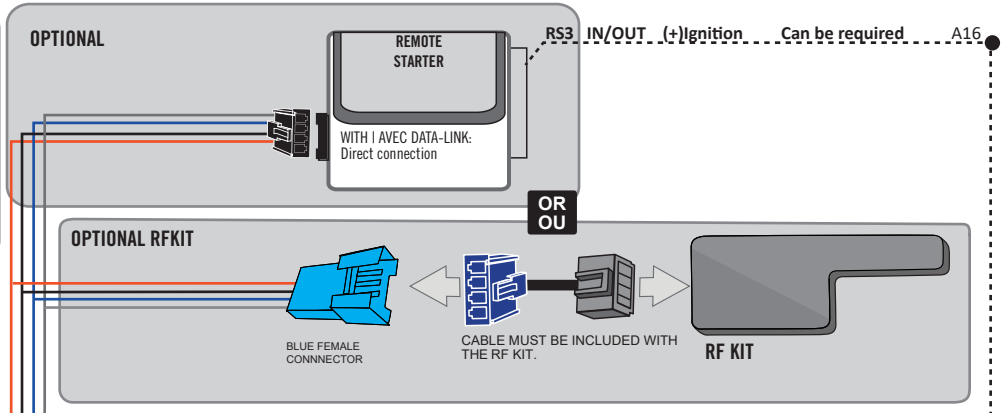 OPTIONAL
REMOTE
STARTER
RS3 IN/OUT (+)Ignition Can be required A16
WITH | AVEC DATA-LINK:
Direct connection
OR
OU
OPTIONAL RFKIT
BLUE FEMALE
CONNNECTOR
CABLE MUST BE INCLUDED WITH
THE RF KIT.
RF KIT